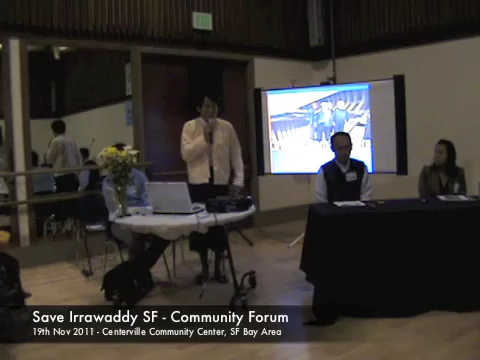 Save Irrawaddy SF - Community Forum
19th Nov 2011 - Centerville Community Center, SF Bay Area